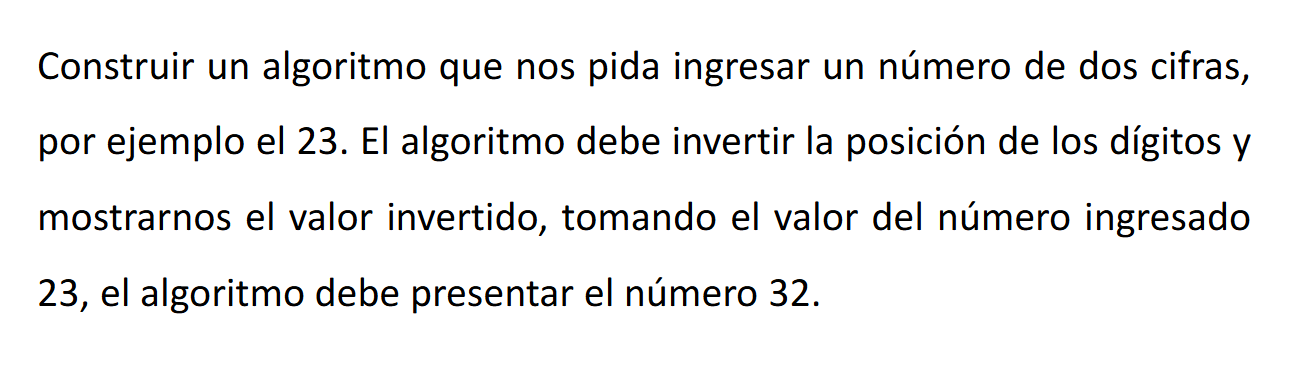 Construir un algoritmo que nos pida ingresar un número de dos cifras,
por ejemplo el 23. El algoritmo debe invertir la posición de los dígitos y
mostrarnos el valor invertido, tomando el valor del número ingresado
23, el algoritmo debe presentar el número 32.